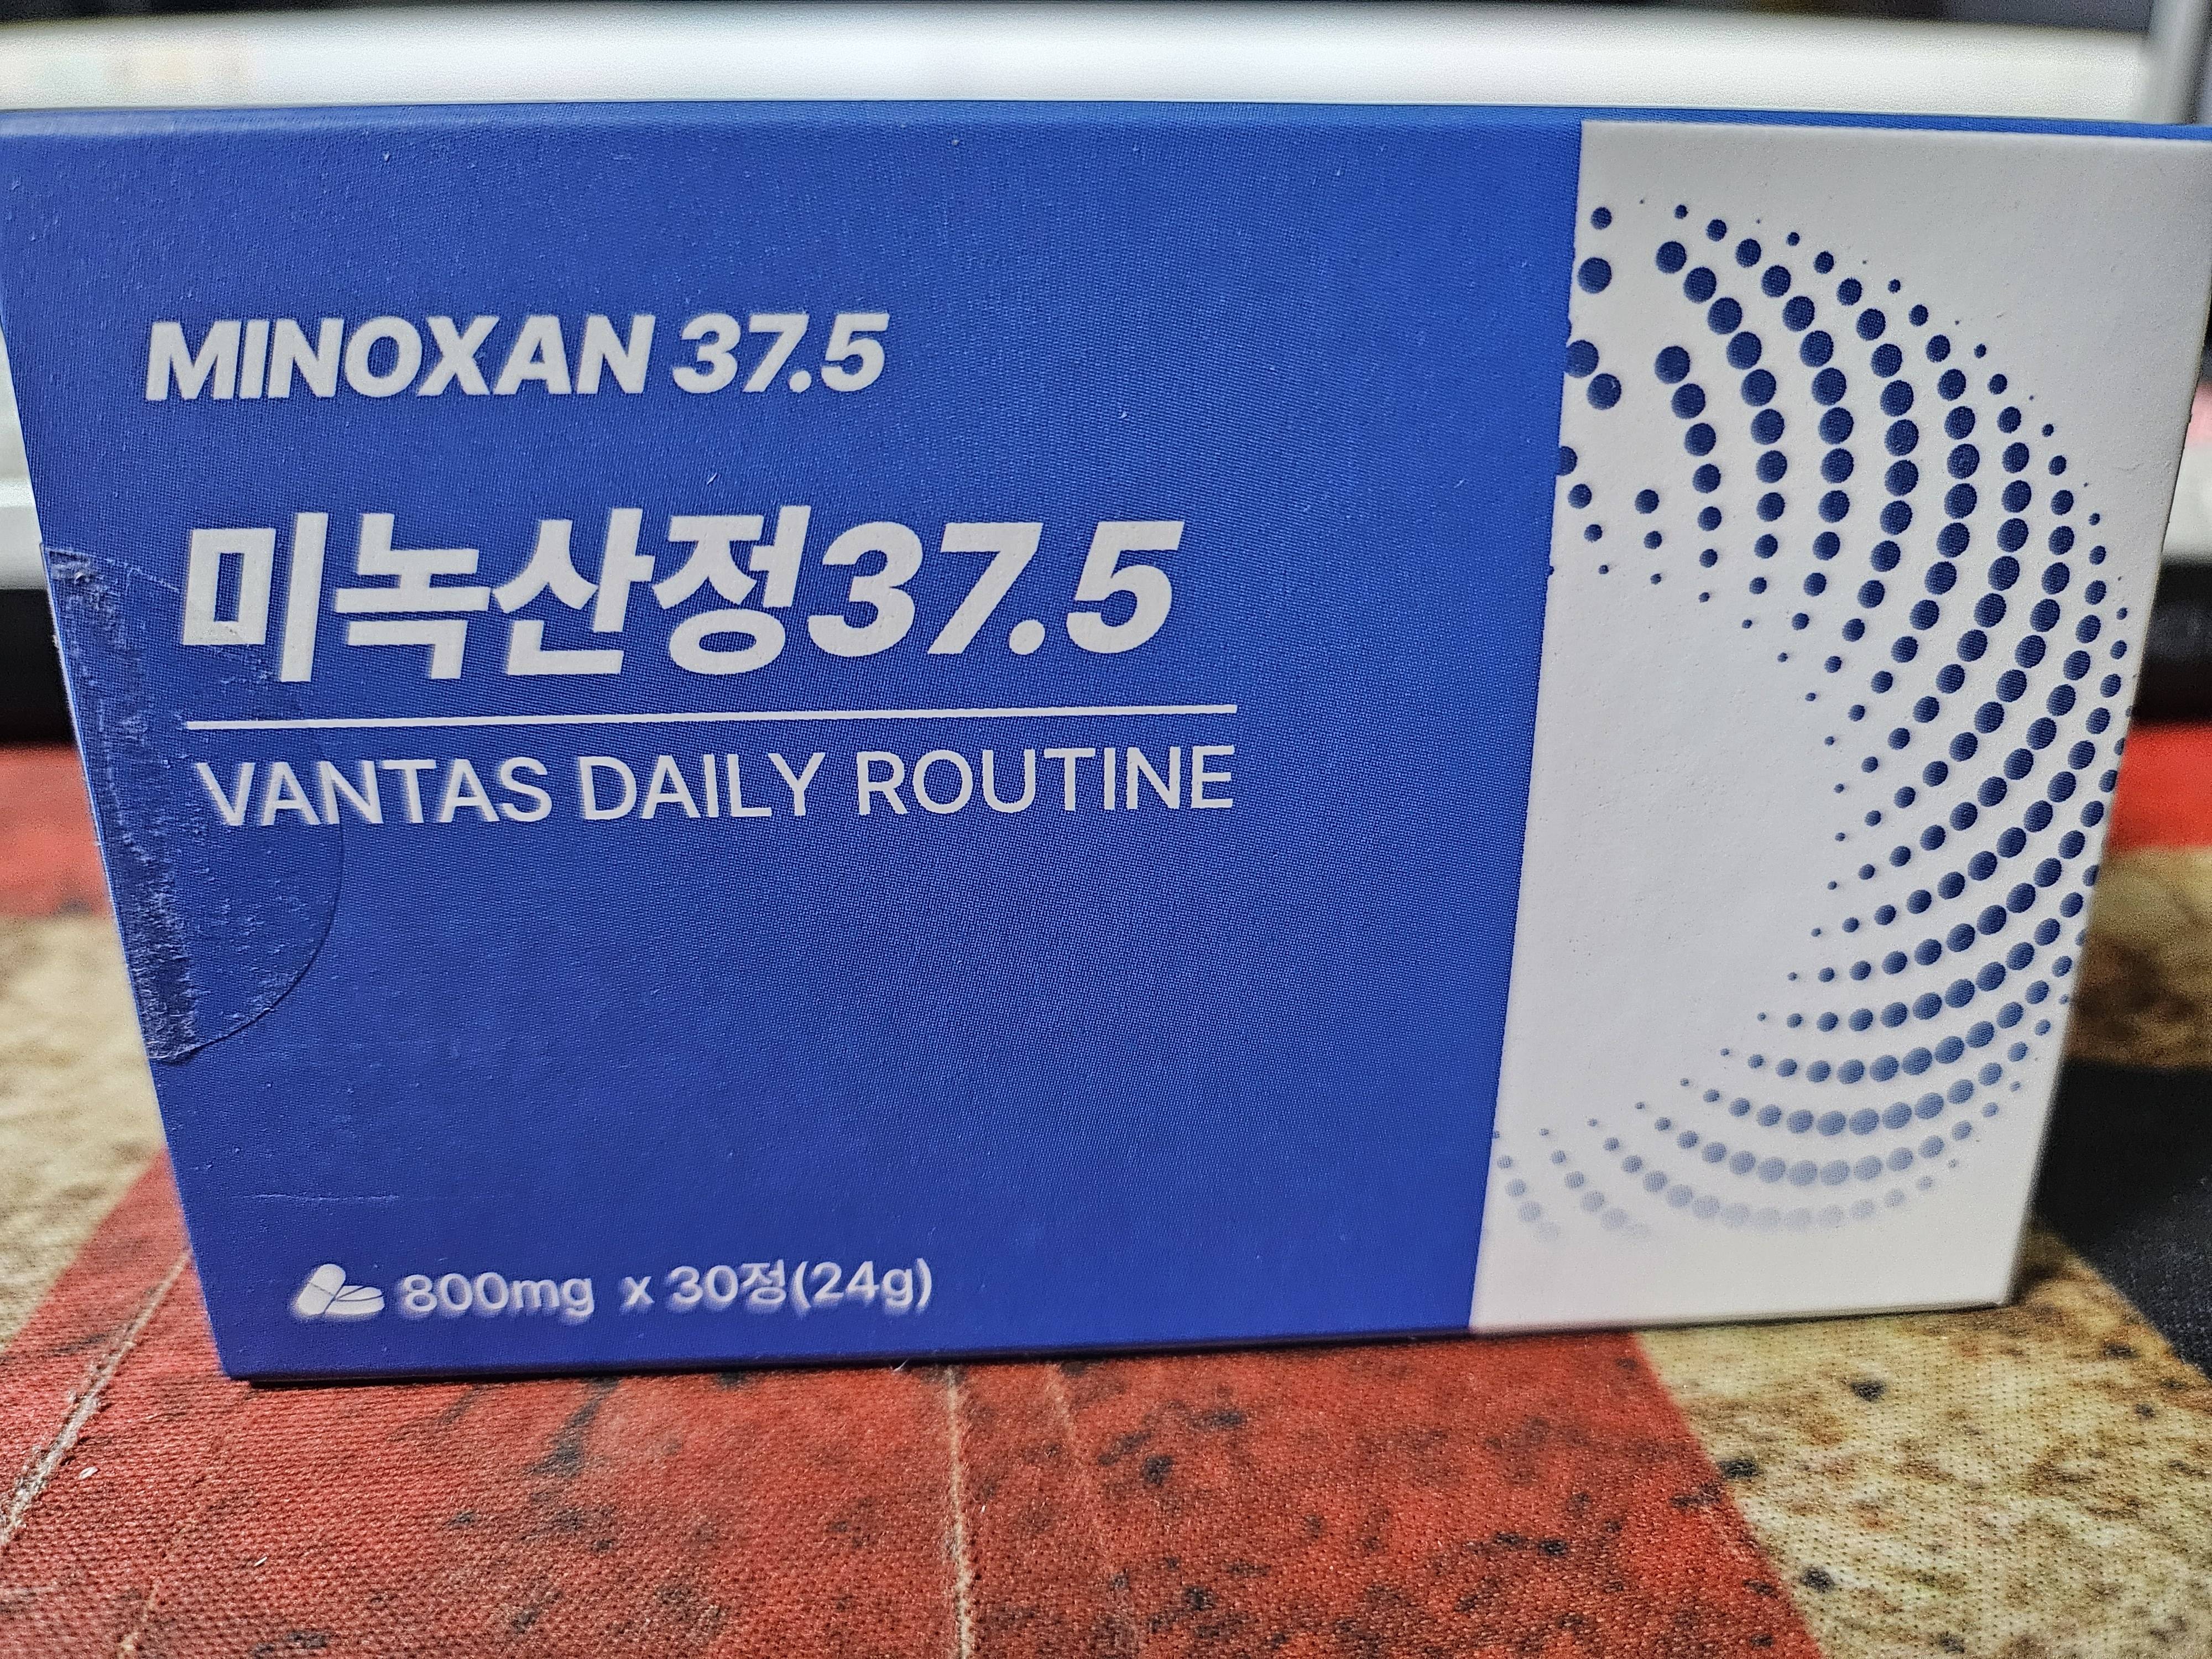 MINOXAN 37.5
미녹산정37.5
VANTAS DAILY ROUTINE
800mg x 30정(24g)